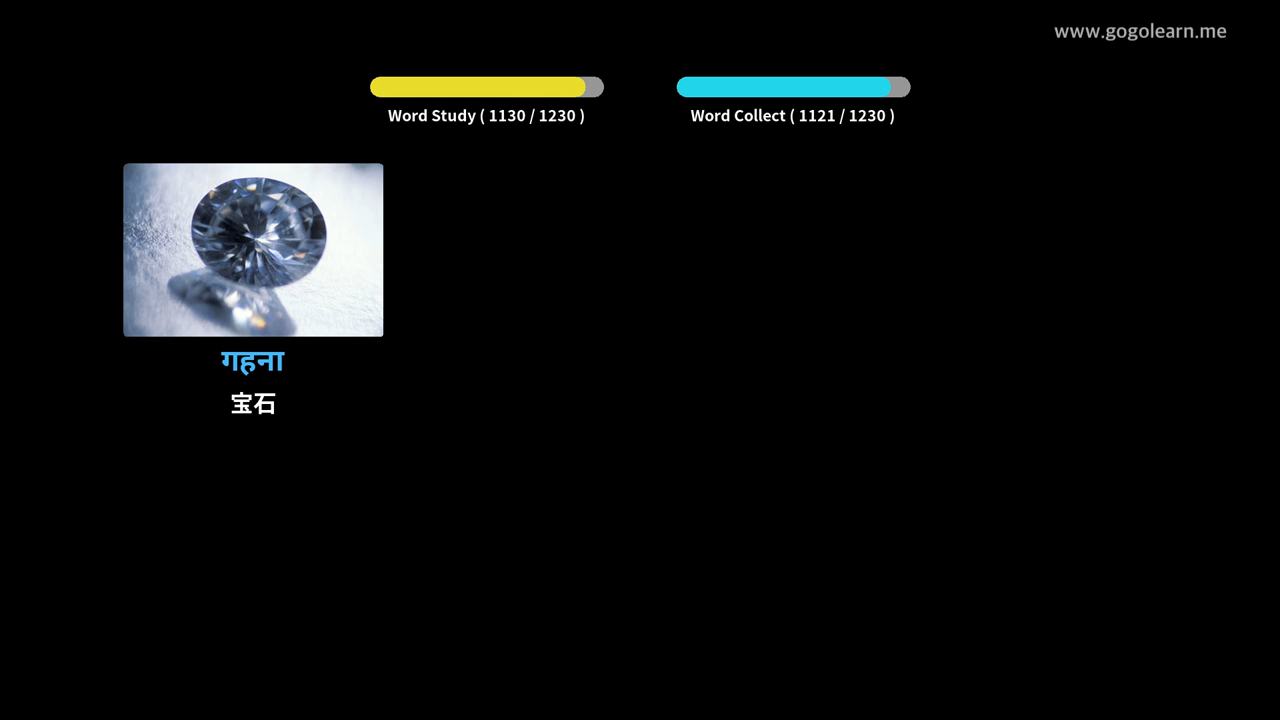 www.gogolearn.me
Word Study ( 1130 / 1230 )
Word Collect ( 1121 / 1230 )
गहना
宝石